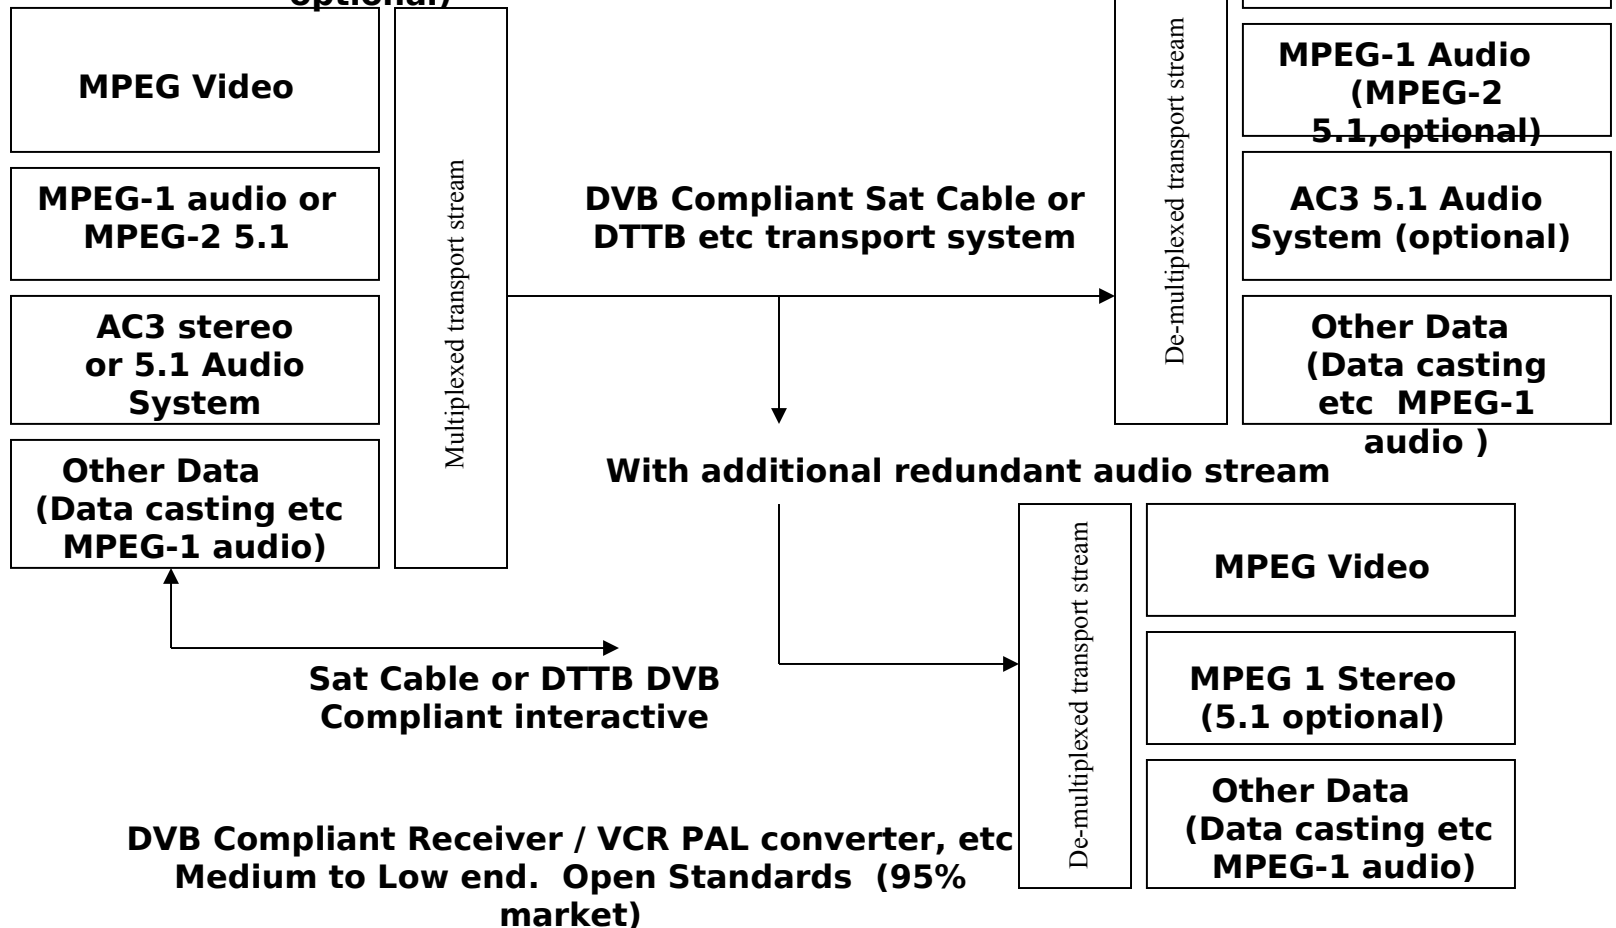 optional)
MPEG Video
MPEG-1 audio or
MPEG-2 5.1
AC3 stereo
or 5.1 Audio
System
Other Data
(Data casting etc
MPEG-1 audio)
Multiplexed transport stream
DVB Compliant Sat Cable or
DTTB etc transport system
De-multiplexed transport stream
MPEG-1 Audio
(MPEG-2
5.1,optional)
AC3 5.1 Audio
System (optional)
Other Data
(Data casting
etc  MPEG-1
audio )
With additional redundant audio stream
Sat Cable or DTTB DVB
Compliant interactive
De-multiplexed transport stream
MPEG Video
MPEG 1 Stereo
(5.1 optional)
Other Data
(Data casting etc
MPEG-1 audio)
DVB Compliant Receiver / VCR PAL converter, etc
Medium to Low end.  Open Standards  (95%
market)